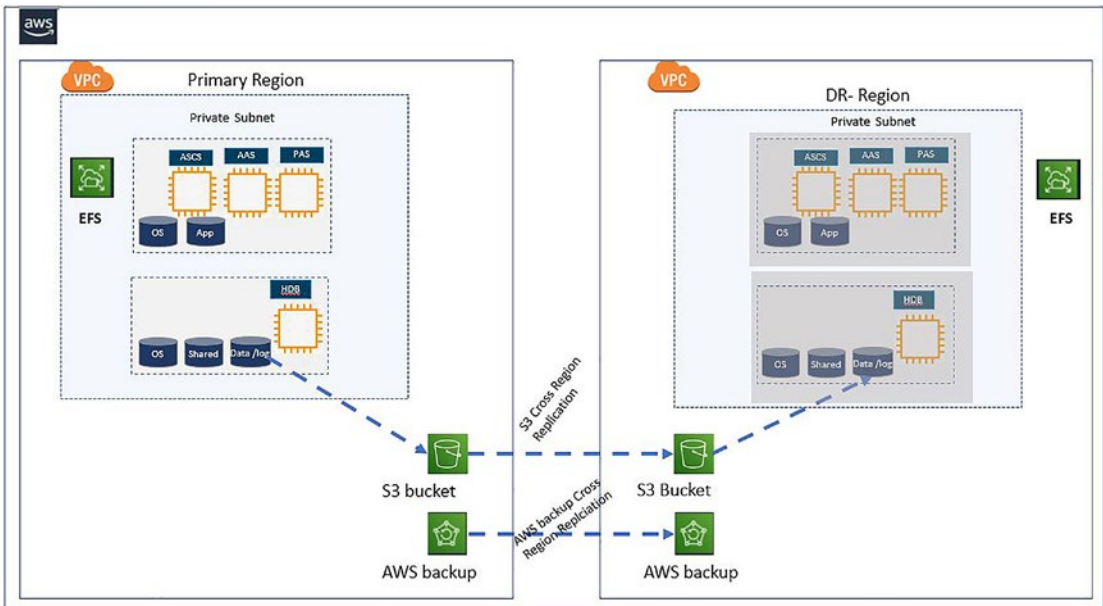 aws
VPC
Primary Region
Private Subnet
ASCS
AAS
PAS
EFS
OS
App
HDB
OS
Shared
Data /log
VPC
DR- Region
Private Subnet
ASCS
AAS
PAS
EFS
OS
App
HDB
OS
Shared
Data /log
S3 Cross Region
Replication
S3 bucket
S3 Bucket
AWS backup Cross
Region Replciation
AWS backup
AWS backup